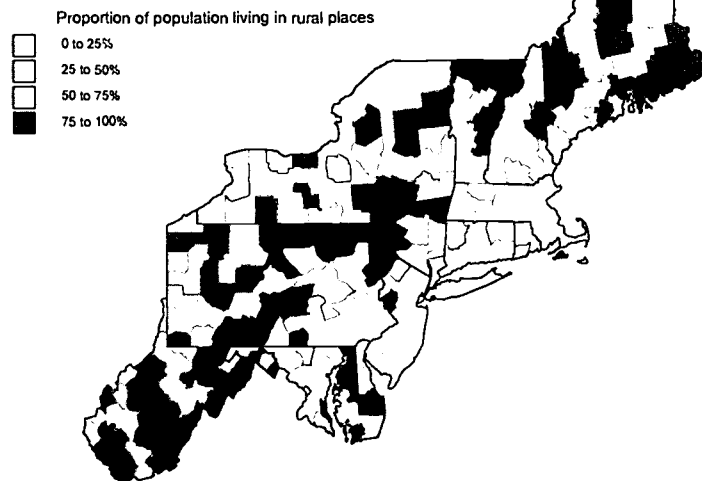 Proportion of population living in rural places
0 to 25%
25 to 50%
50 to 75%
75 to 100%